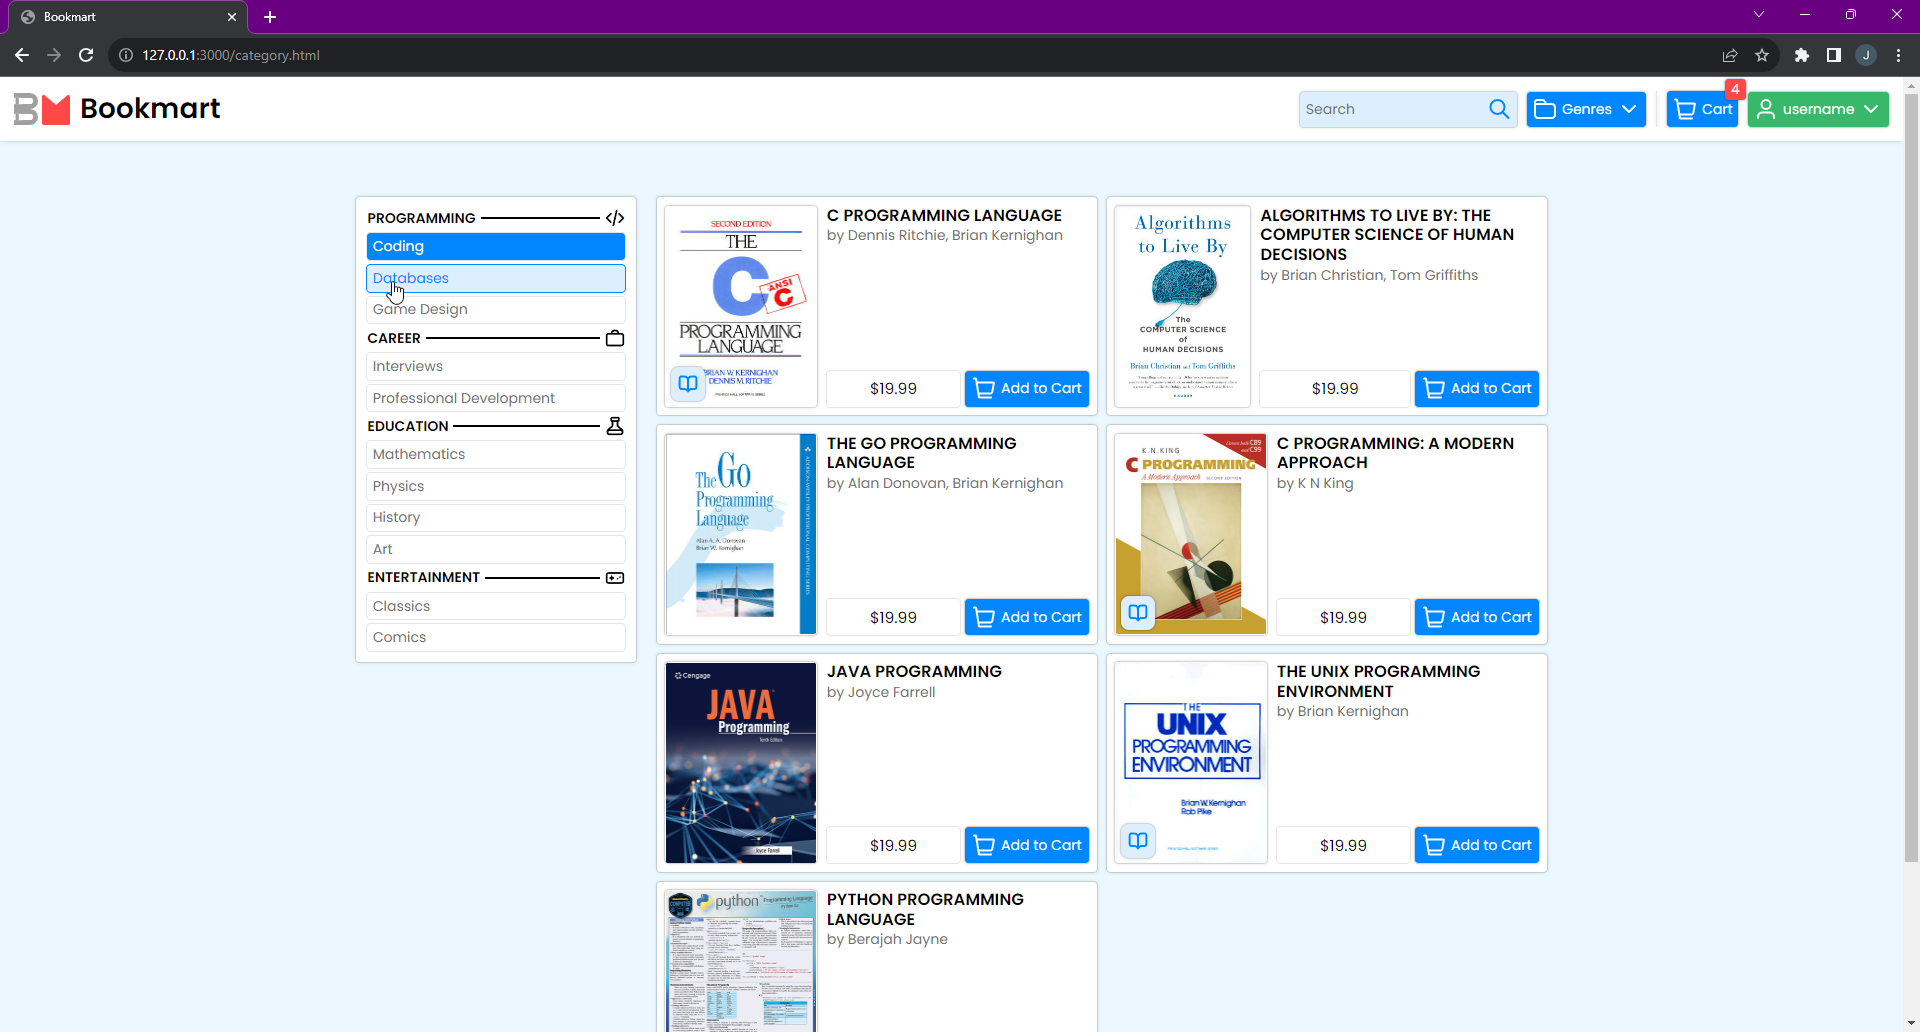 Bookmart
127.0.0.1:3000/category.html
J
BM Bookmart
Search
Genres
Cart
4
username
PROGRAMMING
Coding
Databases
Game Design
CAREER
Interviews
Professional Development
EDUCATION
Mathematics
Physics
History
Art
ENTERTAINMENT
Classics
Comics
SECOND EDITION
THE
C
ANSI
C
PROGRAMMING
LANGUAGE
BRIAN W. KERNIGHAN
DENNIS M. RITCHIE
C PROGRAMMING LANGUAGE
by Dennis Ritchie, Brian Kernighan
$19.99
Add to Cart
Algorithms
to Live By
The
COMPUTER SCIENCE
of
HUMAN DECISIONS
Brian Christian and Tom Griffiths
ALGORITHMS TO LIVE BY: THE
COMPUTER SCIENCE OF HUMAN
DECISIONS
by Brian Christian, Tom Griffiths
$19.99
Add to Cart
The Go
Programming
Language
Alan A. A. Donovan
Brian W. Kernighan
THE GO PROGRAMMING
LANGUAGE
by Alan Donovan, Brian Kernighan
$19.99
Add to Cart
K.N.KING
C PROGRAMMING
A Modern Approach
SECOND EDITION
C PROGRAMMING: A MODERN
APPROACH
by K N King
$19.99
Add to Cart
Cengage
JAVA
Programming
Joyce Farrell
JAVA PROGRAMMING
by Joyce Farrell
$19.99
Add to Cart
THE
UNIX
PROGRAMMING
ENVIRONMENT
Brian W. Kernighan
Rob Pike
THE UNIX PROGRAMMING
ENVIRONMENT
by Brian Kernighan
$19.99
Add to Cart
python
Programming Language
PYTHON PROGRAMMING
LANGUAGE
by Berajah Jayne